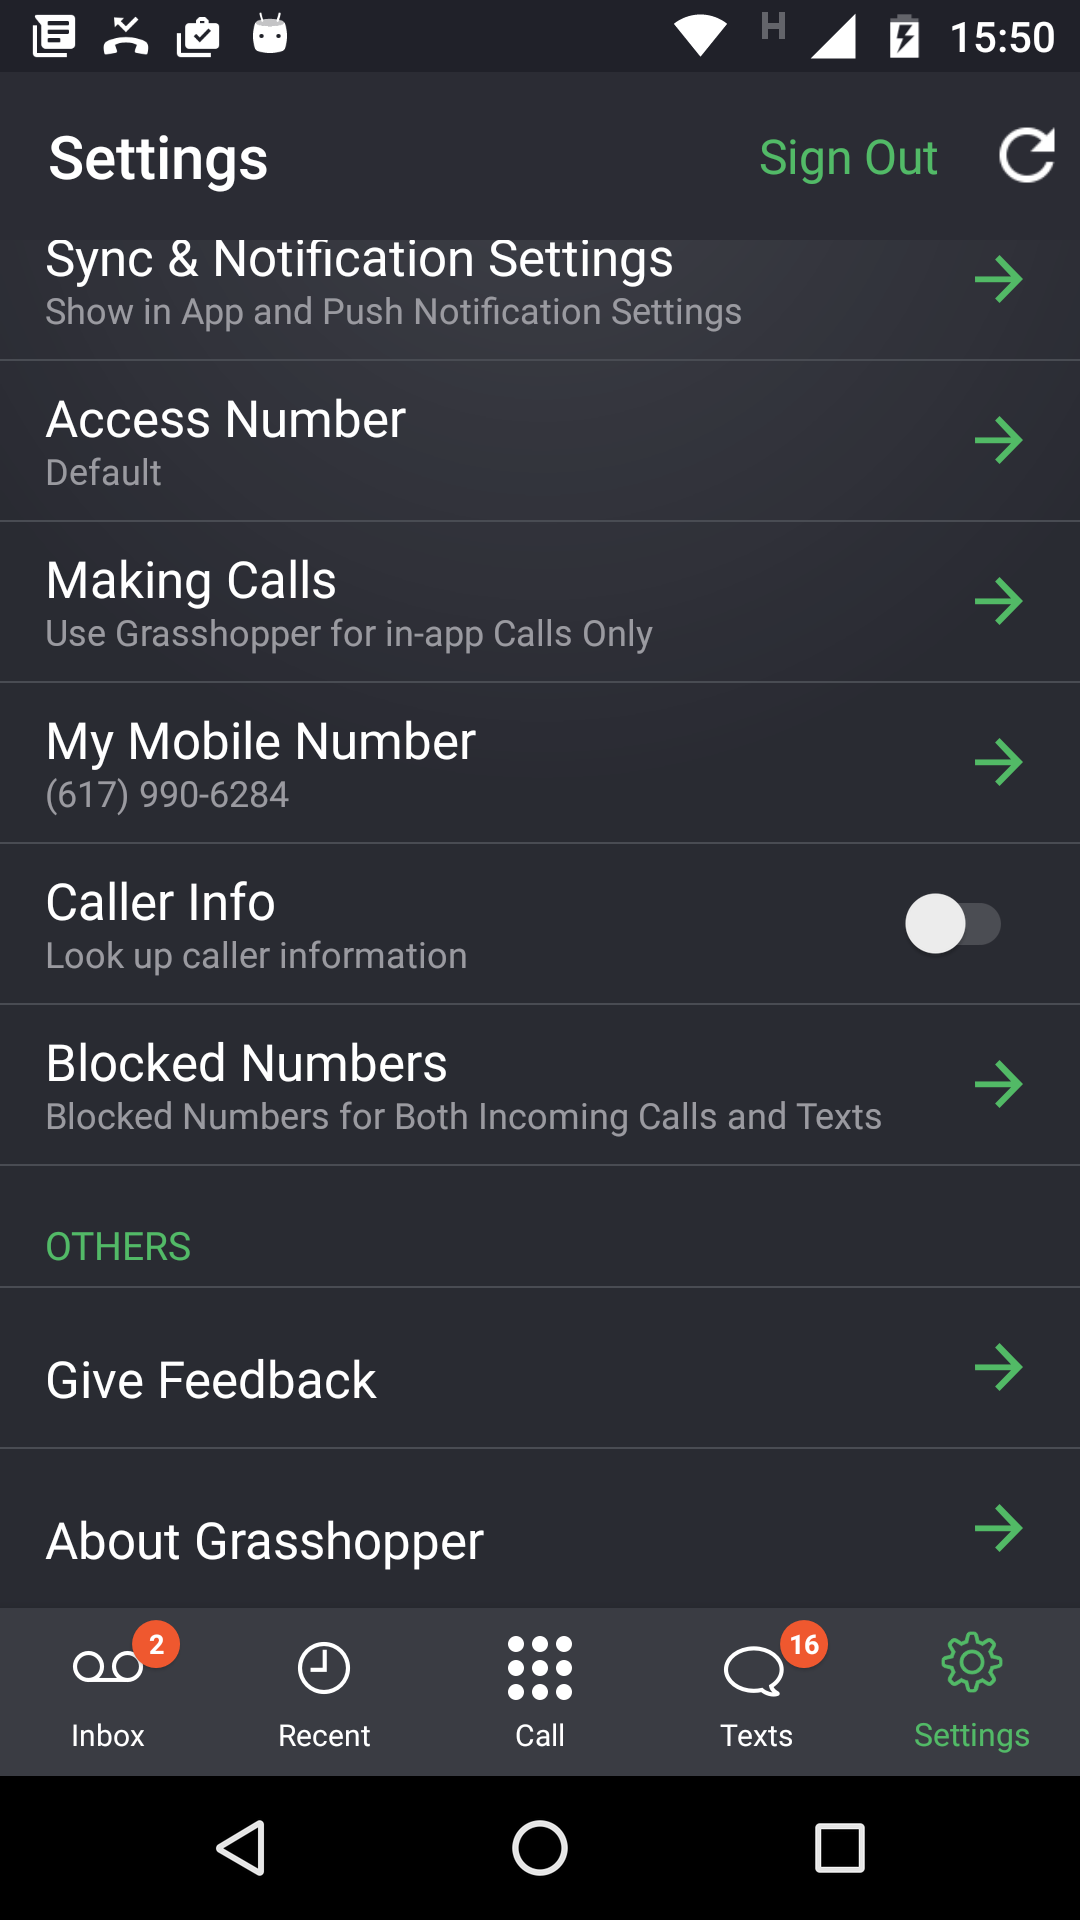 H 15:50
Settings Sign Out
Sync & Notification Settings
Show in App and Push Notification Settings
Access Number
Default
Making Calls
Use Grasshopper for in-app Calls Only
My Mobile Number
(617) 990-6284
Caller Info
Look up caller information
Blocked Numbers
Blocked Numbers for Both Incoming Calls and Texts
OTHERS
Give Feedback
About Grasshopper
2 16
Inbox Recent Call Texts Settings